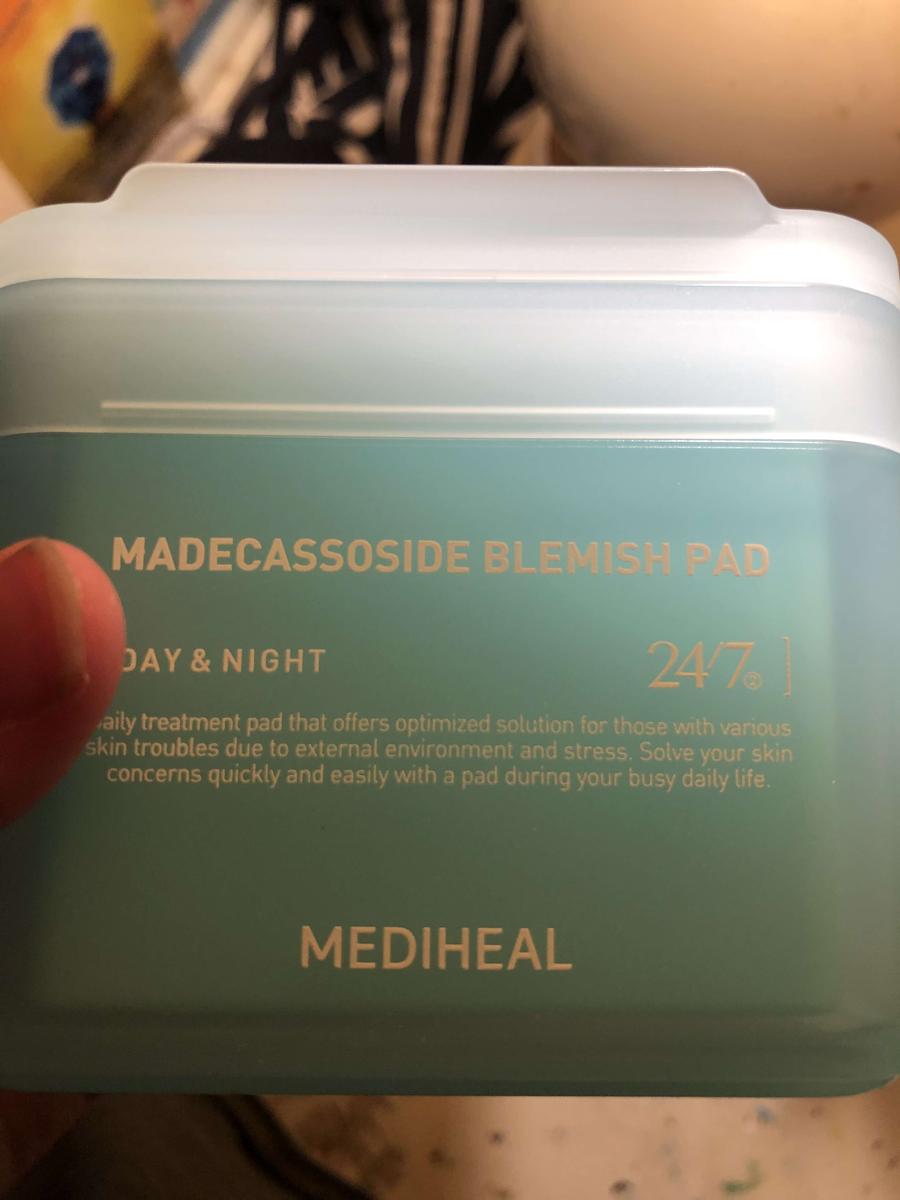 MADECASSOSIDE BLEMISH PAD
DAY & NIGHT
24/7
aily treatment pad that offers optimized solution for those with various
skin troubles due to external environment and stress. Solve your skin
concerns quickly and easily with a pad during your busy daily life.
MEDIHEAL